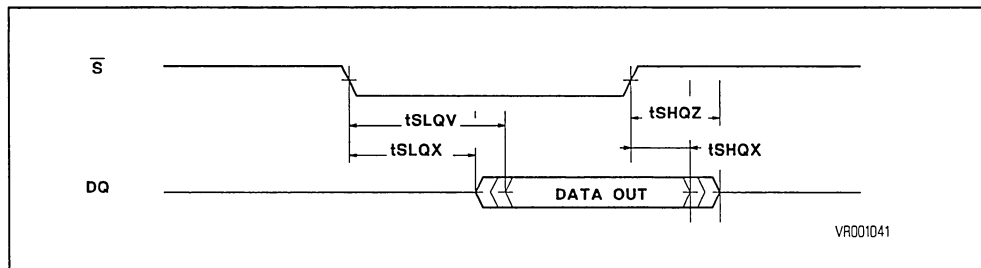 S̅
tSLQV
tSHQZ
tSLQX
tSHQX
DQ
DATA OUT
VR001041